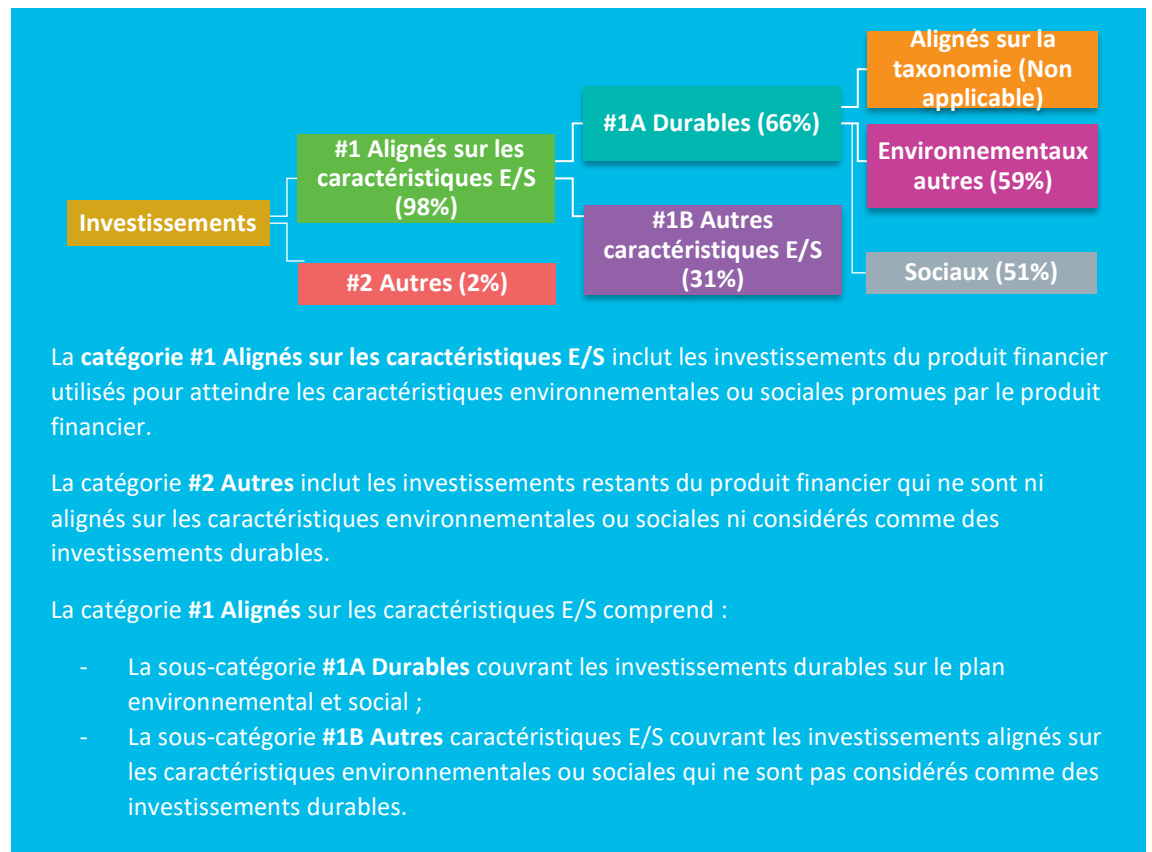 Investissements
#1 Alignés sur les
caractéristiques E/S
(98%)
#2 Autres (2%)
#1A Durables (66%)
#1B Autres
caractéristiques E/S
(31%)
Alignés sur la
taxonomie (Non
applicable)
Environnementaux
autres (59%)
Sociaux (51%)
La catégorie #1 Alignés sur les caractéristiques E/S inclut les investissements du produit financier
utilisés pour atteindre les caractéristiques environnementales ou sociales promues par le produit
financier.
La catégorie #2 Autres inclut les investissements restants du produit financier qui ne sont ni
alignés sur les caractéristiques environnementales ou sociales ni considérés comme des
investissements durables.
La catégorie #1 Alignés sur les caractéristiques E/S comprend :
- La sous-catégorie #1A Durables couvrant les investissements durables sur le plan
environnemental et social ;
- La sous-catégorie #1B Autres caractéristiques E/S couvrant les investissements alignés sur
les caractéristiques environnementales ou sociales qui ne sont pas considérés comme des
investissements durables.